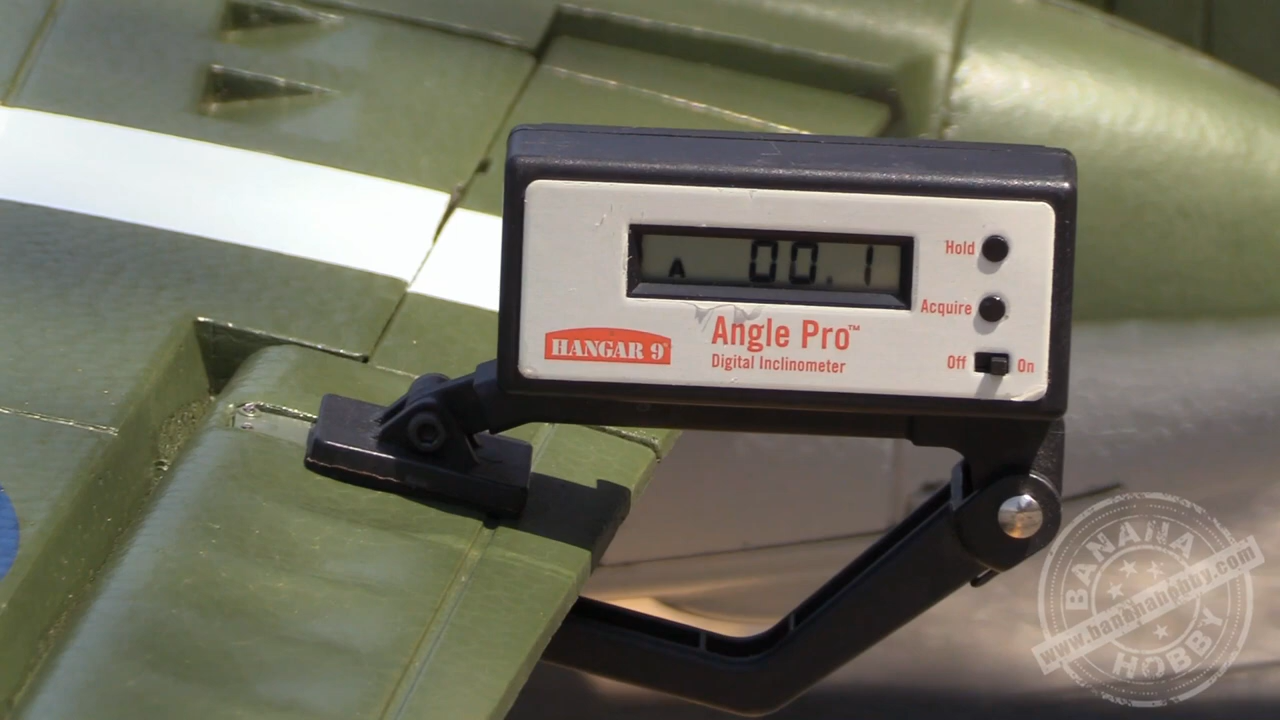 A 00.1
Hold
Acquire
Off On
HANGAR 9®
Angle Pro™
Digital Inclinometer
BANANA
www.bananahobby.com
HOBBY